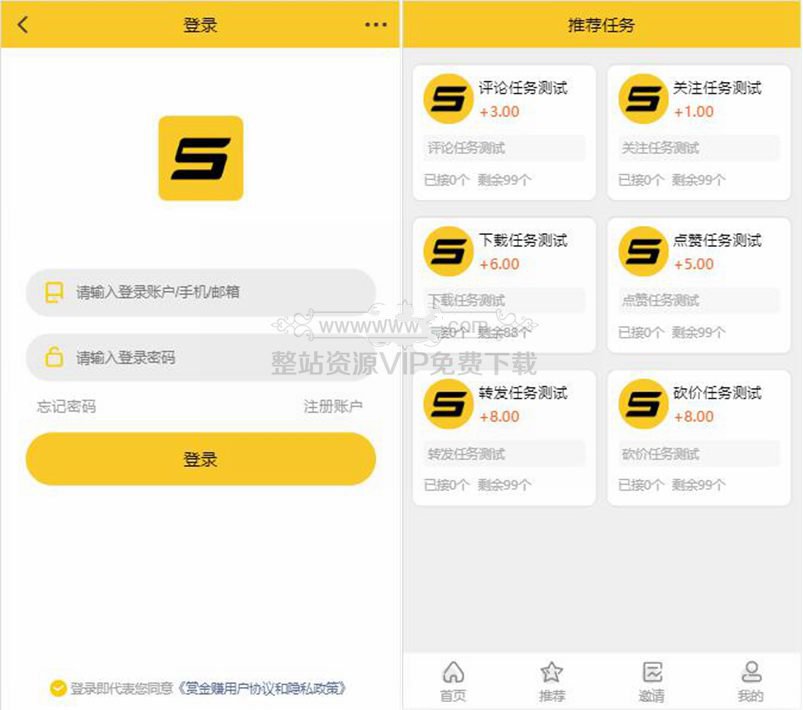 登录
请输入登录账户/手机/邮箱
请输入登录密码
忘记密码 注册账户
登录
登录即代表您同意《赏金赚用户协议和隐私政策》
推荐任务
评论任务测试
+3.00
评论任务测试
已接0个 剩余99个
关注任务测试
+1.00
关注任务测试
已接0个 剩余99个
下载任务测试
+6.00
下载任务测试
已接0个 剩余88个
点赞任务测试
+5.00
点赞任务测试
已接0个 剩余99个
转发任务测试
+8.00
转发任务测试
已接0个 剩余99个
砍价任务测试
+8.00
砍价任务测试
已接0个 剩余99个
首页 推荐 邀请 我的
整站资源VIP免费下载